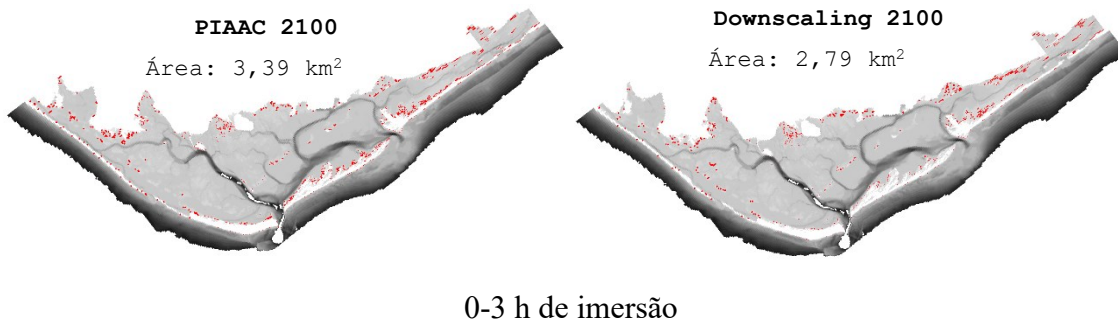 PIAAC 2100
Área: 3,39 km²
Downscaling 2100
Área: 2,79 km²
0-3 h de imersão